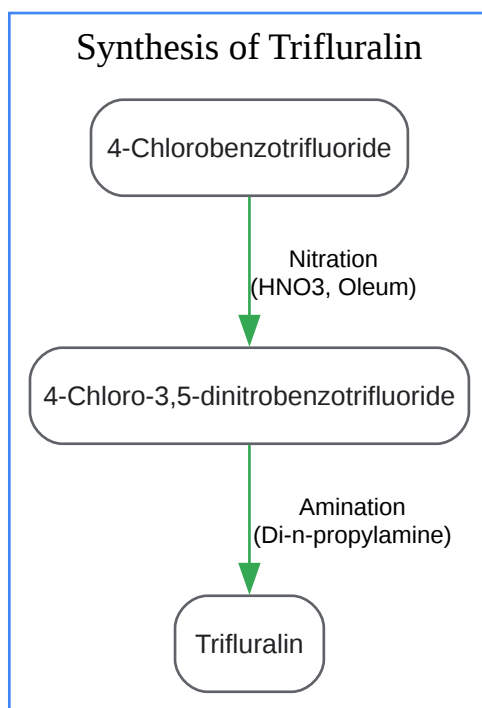 Synthesis of Trifluralin
4-Chlorobenzotrifluoride
Nitration
(HNO3, Oleum)
4-Chloro-3,5-dinitrobenzotrifluoride
Amination
(Di-n-propylamine)
Trifluralin